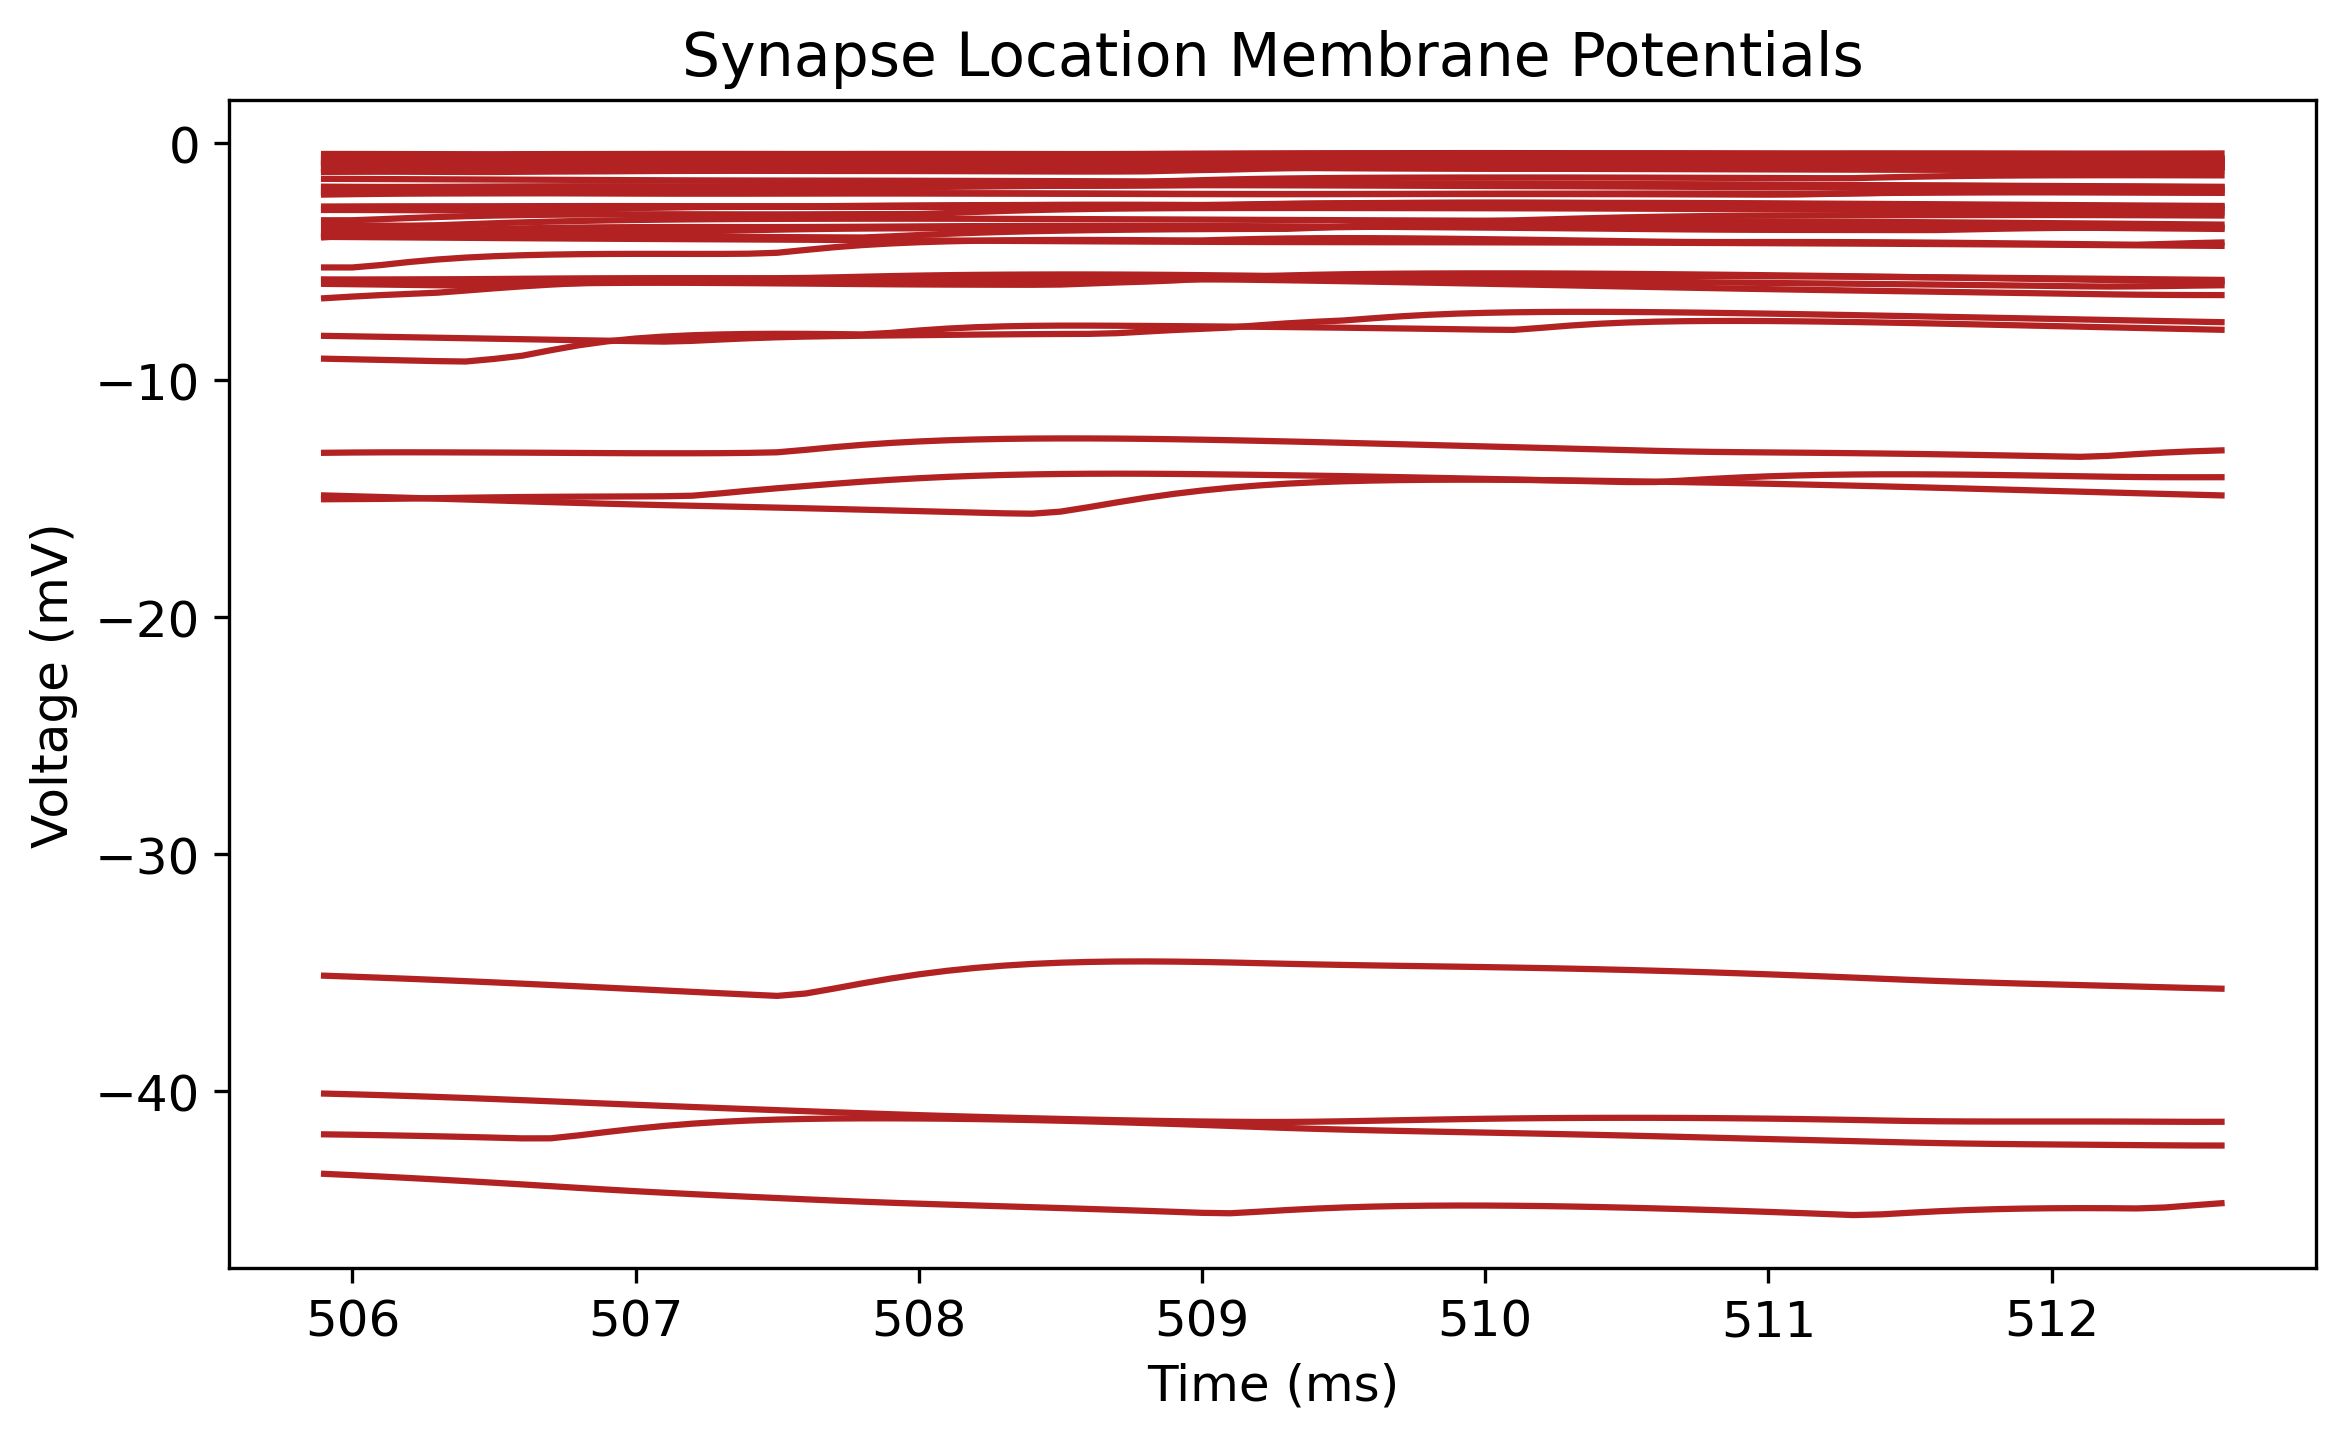 Synapse Location Membrane Potentials
0
−10
−20
−30
−40
Voltage (mV)
506 507 508 509 510 511 512
Time (ms)